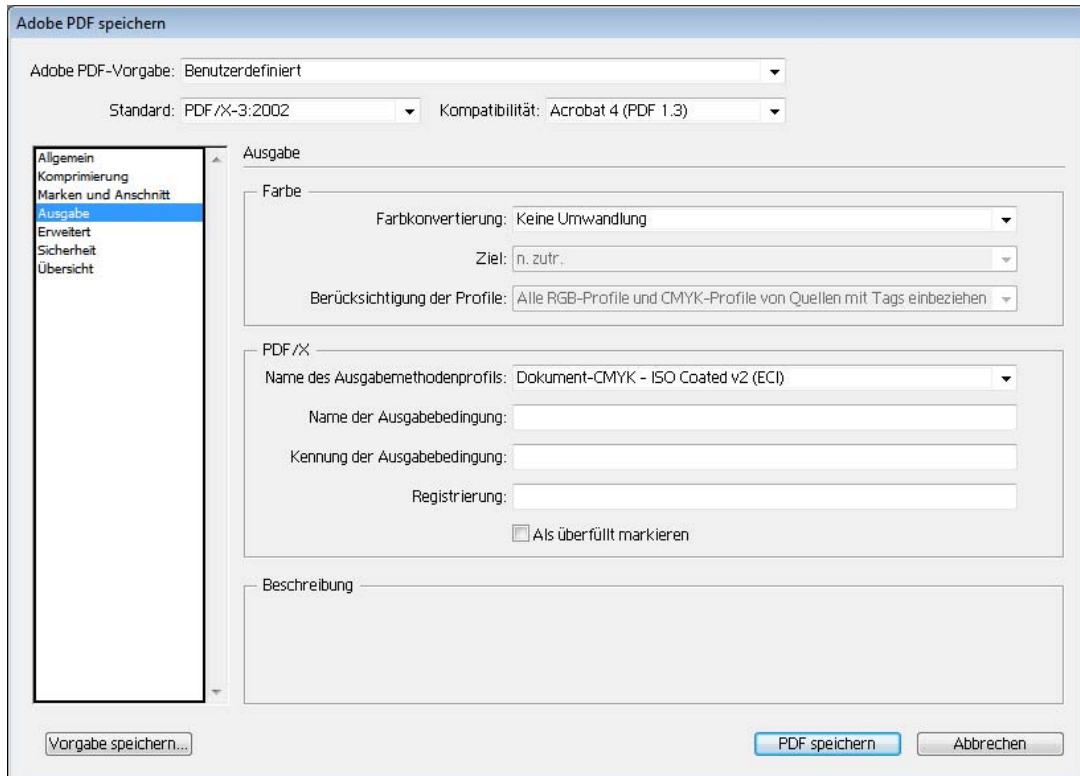 Adobe PDF speichern
Adobe PDF-Vorgabe: Benutzerdefiniert
Standard: PDF/X-3:2002 Kompatibilität: Acrobat 4 (PDF 1.3)
Allgemein
Komprimierung
Marken und Anschnitt
Ausgabe
Erweitert
Sicherheit
Übersicht
Ausgabe
Farbe
Farbkonvertierung: Keine Umwandlung
Ziel: n. zutr.
Berücksichtigung der Profile: Alle RGB-Profile und CMYK-Profile von Quellen mit Tags einbeziehen
PDF/X
Name des Ausgabemethodenprofils: Dokument-CMYK - ISO Coated v2 (ECI)
Name der Ausgabebedingung:
Kennung der Ausgabebedingung:
Registrierung:
Als überfüllt markieren
Beschreibung
Vorgabe speichern... PDF speichern Abbrechen